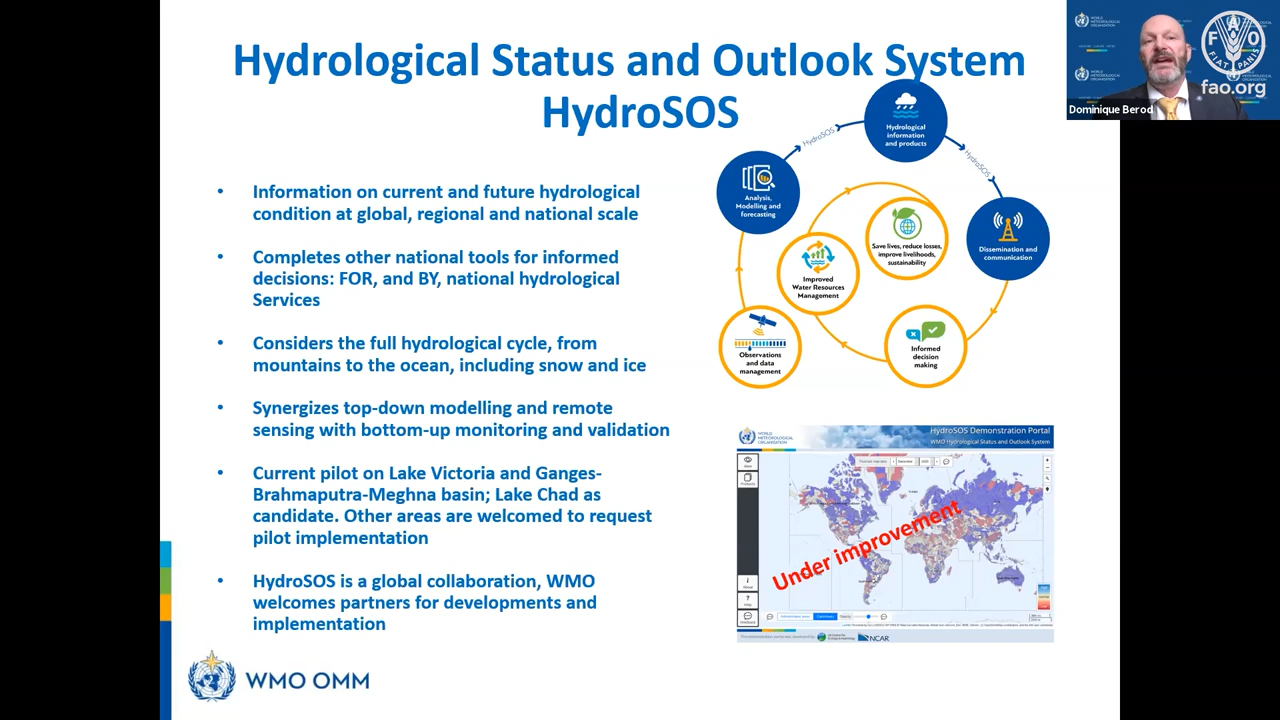 Hydrological Status and Outlook System
HydroSOS
• Information on current and future hydrological
condition at global, regional and national scale
• Completes other national tools for informed
decisions: FOR, and BY, national hydrological
Services
• Considers the full hydrological cycle, from
mountains to the ocean, including snow and ice
• Synergizes top-down modelling and remote
sensing with bottom-up monitoring and validation
• Current pilot on Lake Victoria and Ganges-
Brahmaputra-Meghna basin; Lake Chad as
candidate. Other areas are welcomed to request
pilot implementation
• HydroSOS is a global collaboration, WMO
welcomes partners for developments and
implementation
WMO OMM
Hydrological
information
and products
HydroSOS
HydroSOS
Analysis,
Modelling and
forecasting
Dissemination and
communication
Save lives, reduce losses,
improve livelihoods,
sustainability
Improved
Water Resources
Management
Observations
and data
management
Informed
decision
making
WORLD
METEOROLOGICAL
ORGANIZATION
HydroSOS Demonstration Portal
WMO Hydrological Status and Outlook System
Under improvement
NCAR
F O
FIAT PANIS
fao.org
Dominique Berod